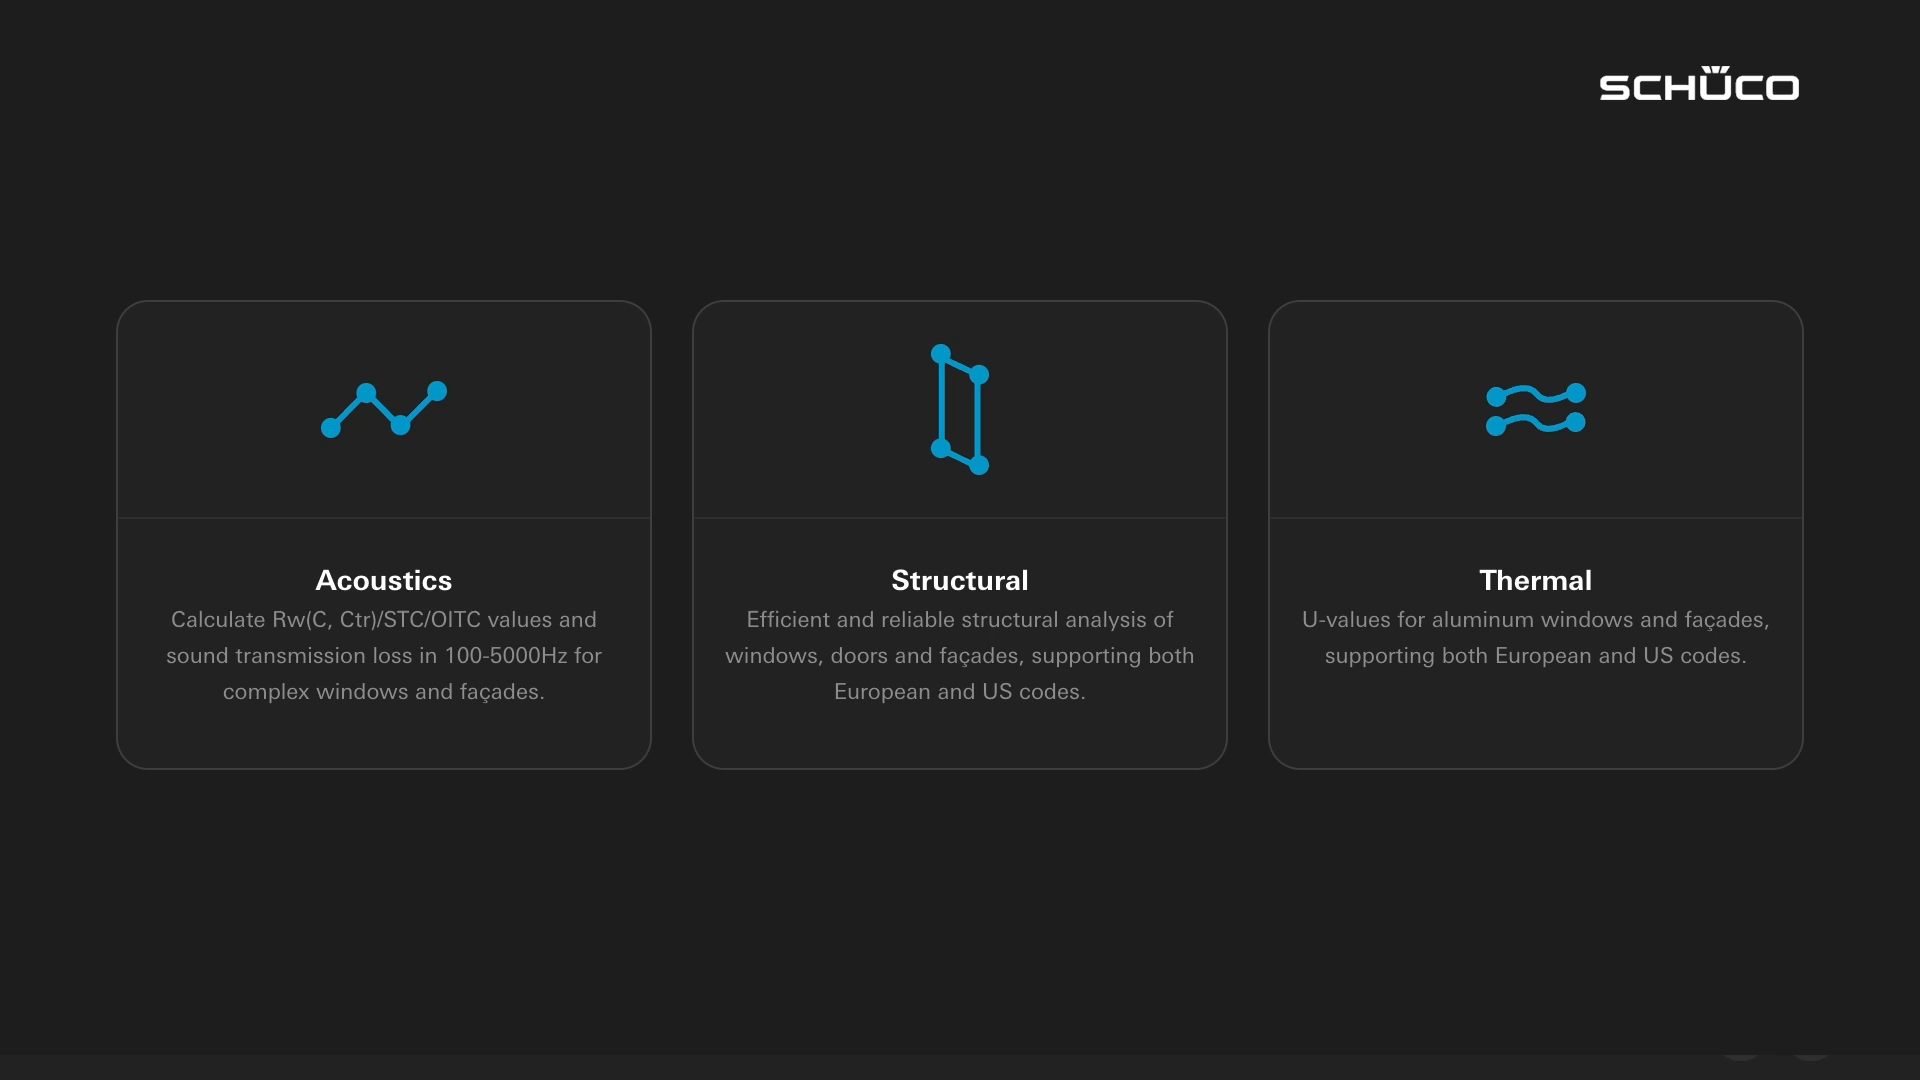 SCHÜCO
Acoustics
Calculate Rw(C, Ctr)/STC/OITC values and
sound transmission loss in 100-5000Hz for
complex windows and façades.
Structural
Efficient and reliable structural analysis of
windows, doors and façades, supporting both
European and US codes.
Thermal
U-values for aluminum windows and façades,
supporting both European and US codes.